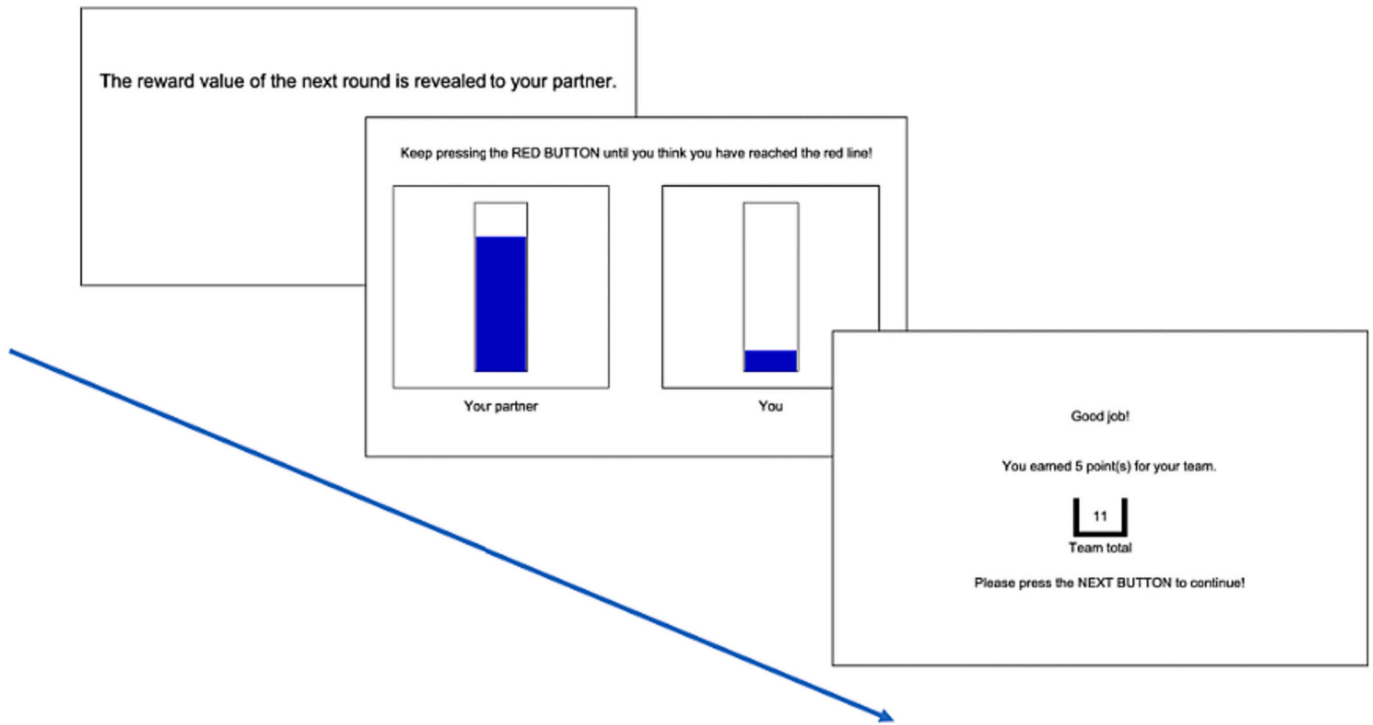 The reward value of the next round is revealed to your partner.
Keep pressing the RED BUTTON until you think you have reached the red line!
Your partner
You
Good job!
You earned 5 point(s) for your team.
11
Team total
Please press the NEXT BUTTON to continue!